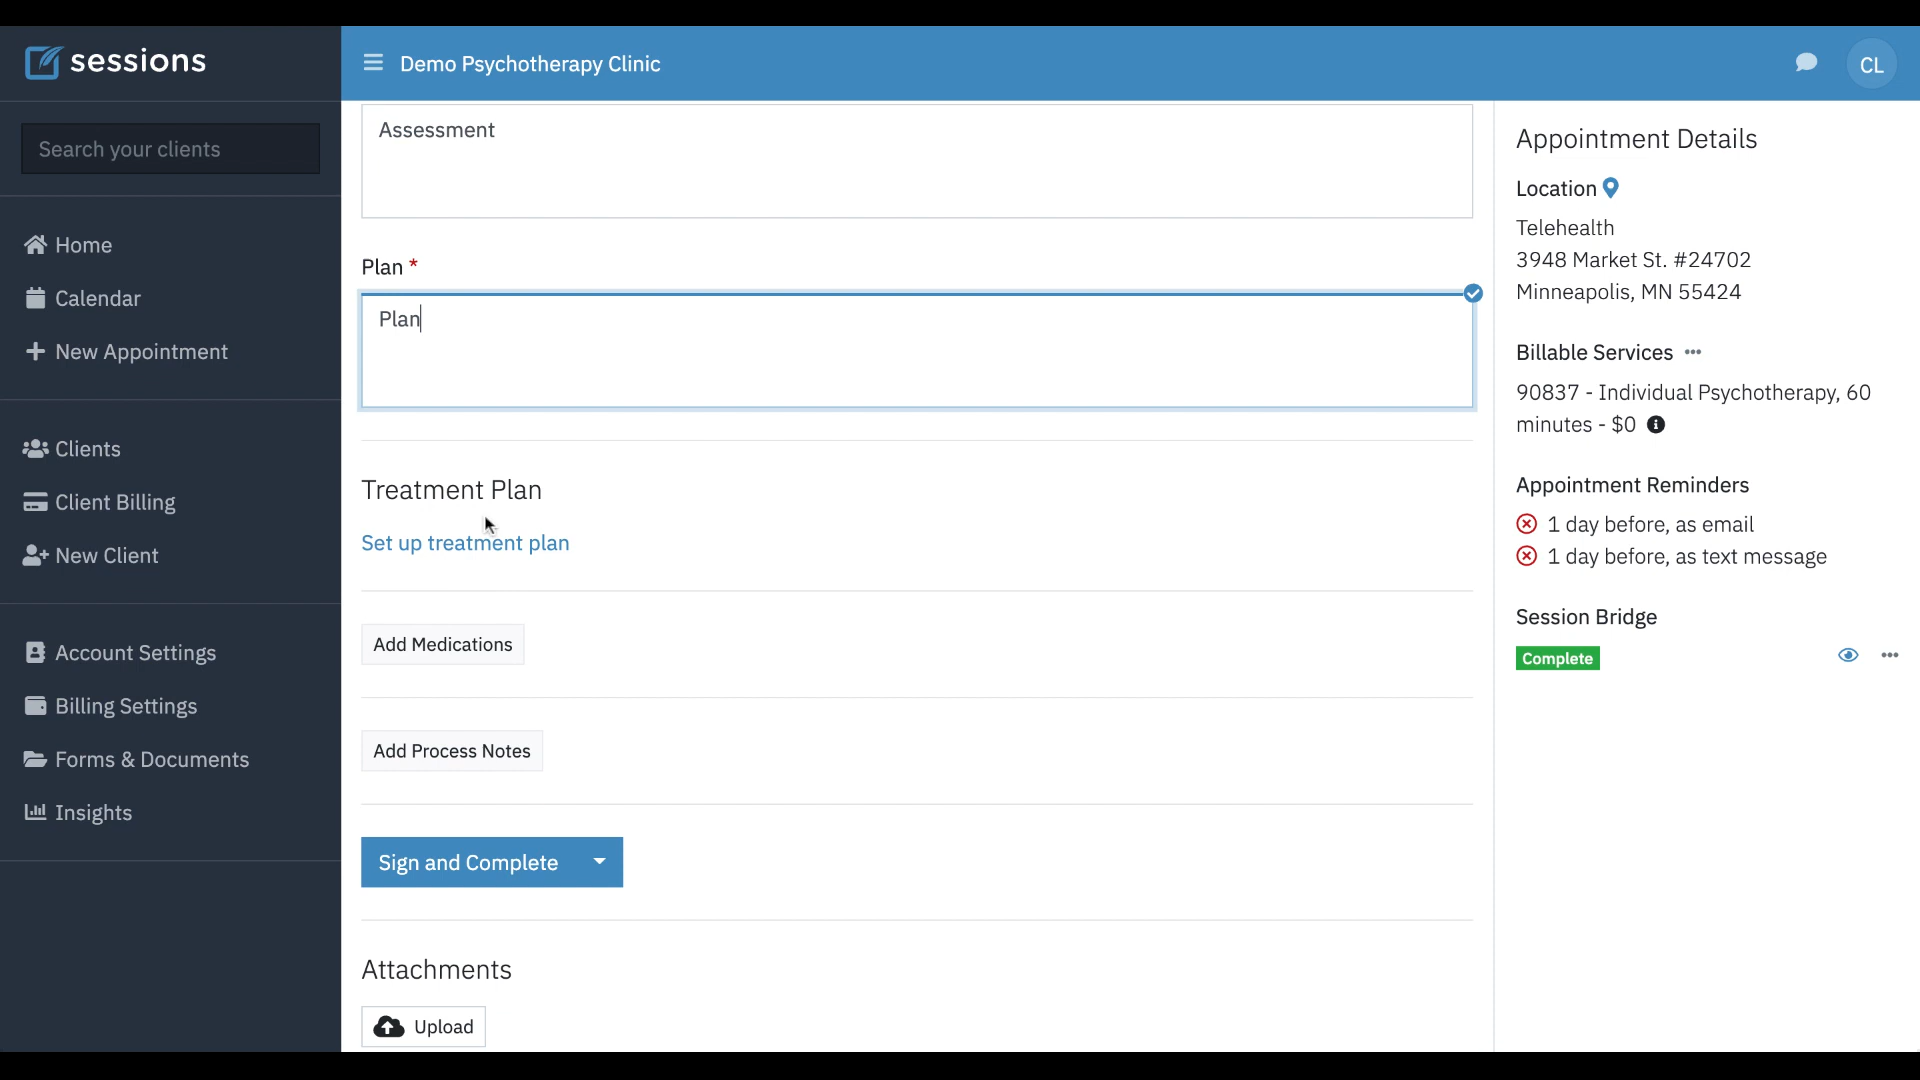 sessions
Demo Psychotherapy Clinic
CL
Search your clients
Home
Calendar
New Appointment
Clients
Client Billing
New Client
Account Settings
Billing Settings
Forms & Documents
Insights
Assessment
Plan *
Plan
Treatment Plan
Set up treatment plan
Add Medications
Add Process Notes
Sign and Complete
Attachments
Upload
Appointment Details
Location
Telehealth
3948 Market St. #24702
Minneapolis, MN 55424
Billable Services
90837 - Individual Psychotherapy, 60
minutes - $0
Appointment Reminders
1 day before, as email
1 day before, as text message
Session Bridge
Complete